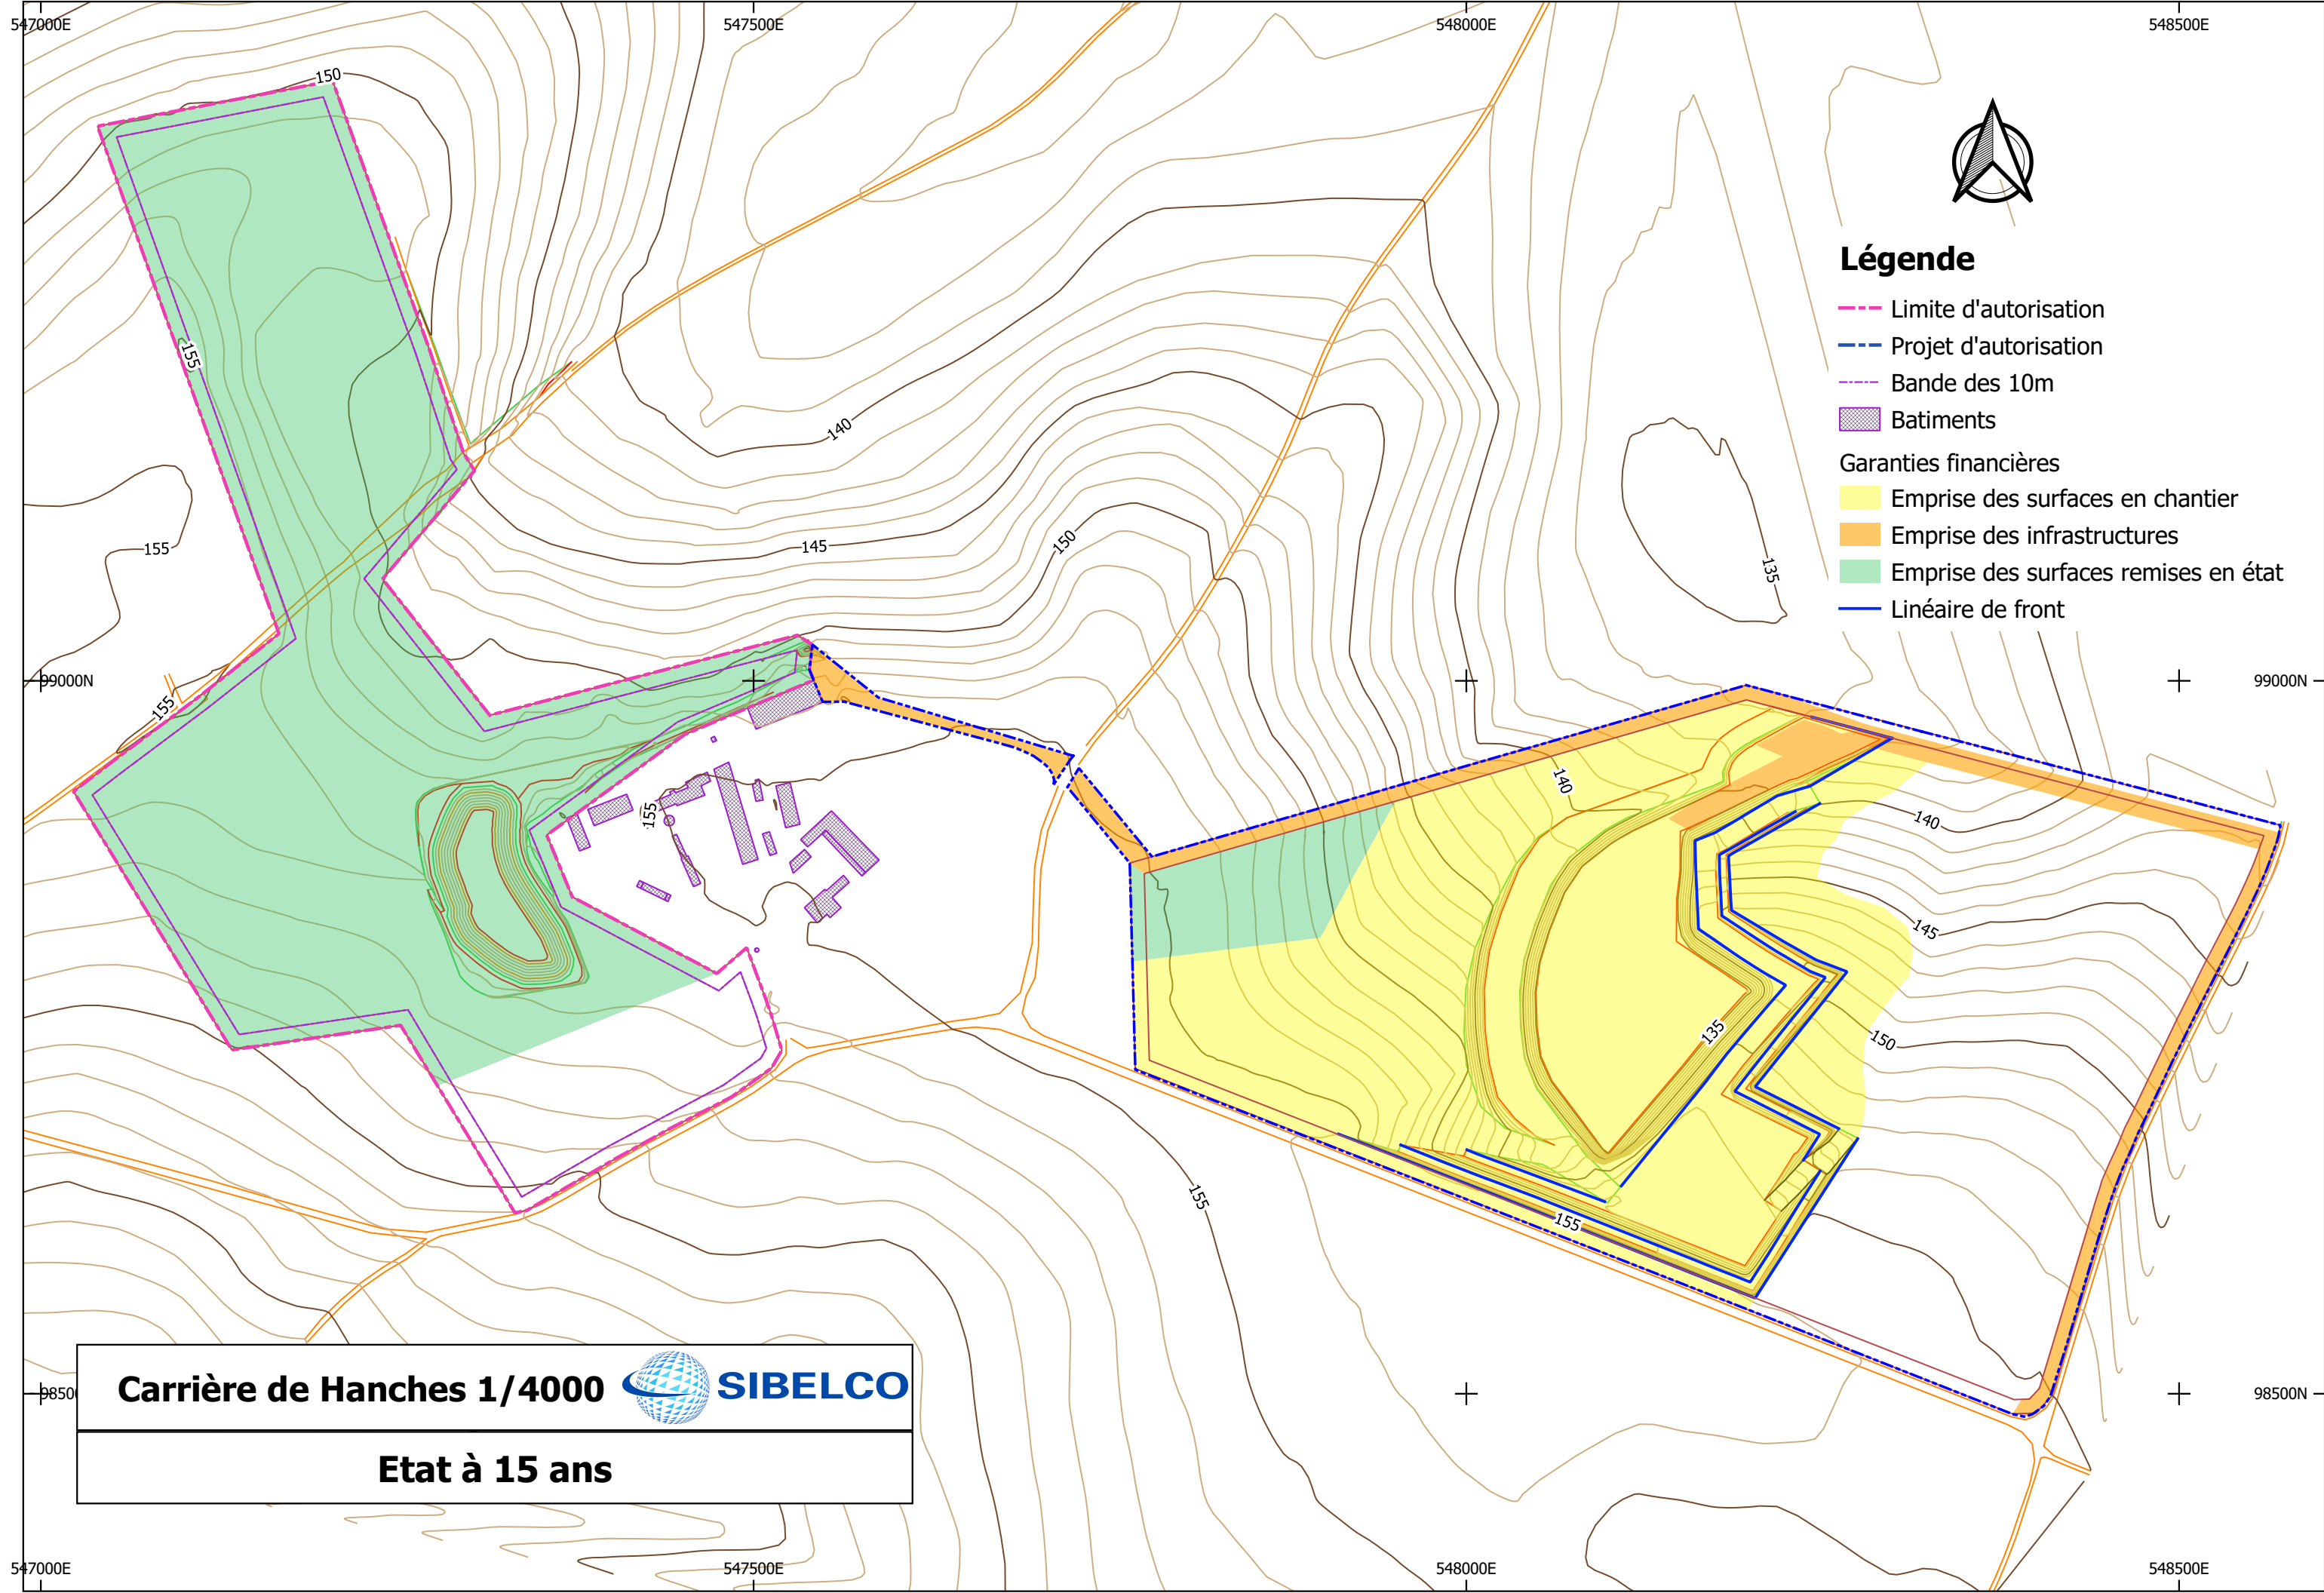 547000E
547500E
548000E
548500E
150
Légende
Limite d'autorisation
Projet d'autorisation
Bande des 10m
Batiments
Garanties financières
Emprise des surfaces en chantier
Emprise des infrastructures
Emprise des surfaces remises en état
Linéaire de front
155
140
155
145
150
135
99000N
99000N
155
140
155
140
145
135
150
155
155
98500
98500N
Carrière de Hanches 1/4000
SIBELCO
Etat à 15 ans
547000E
547500E
548000E
548500E